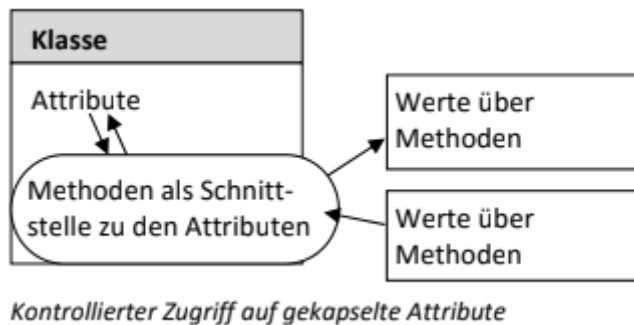 Klasse
Attribute
Methoden als Schnitt-
stelle zu den Attributen
Werte über
Methoden
Werte über
Methoden
Kontrollierter Zugriff auf gekapselte Attribute